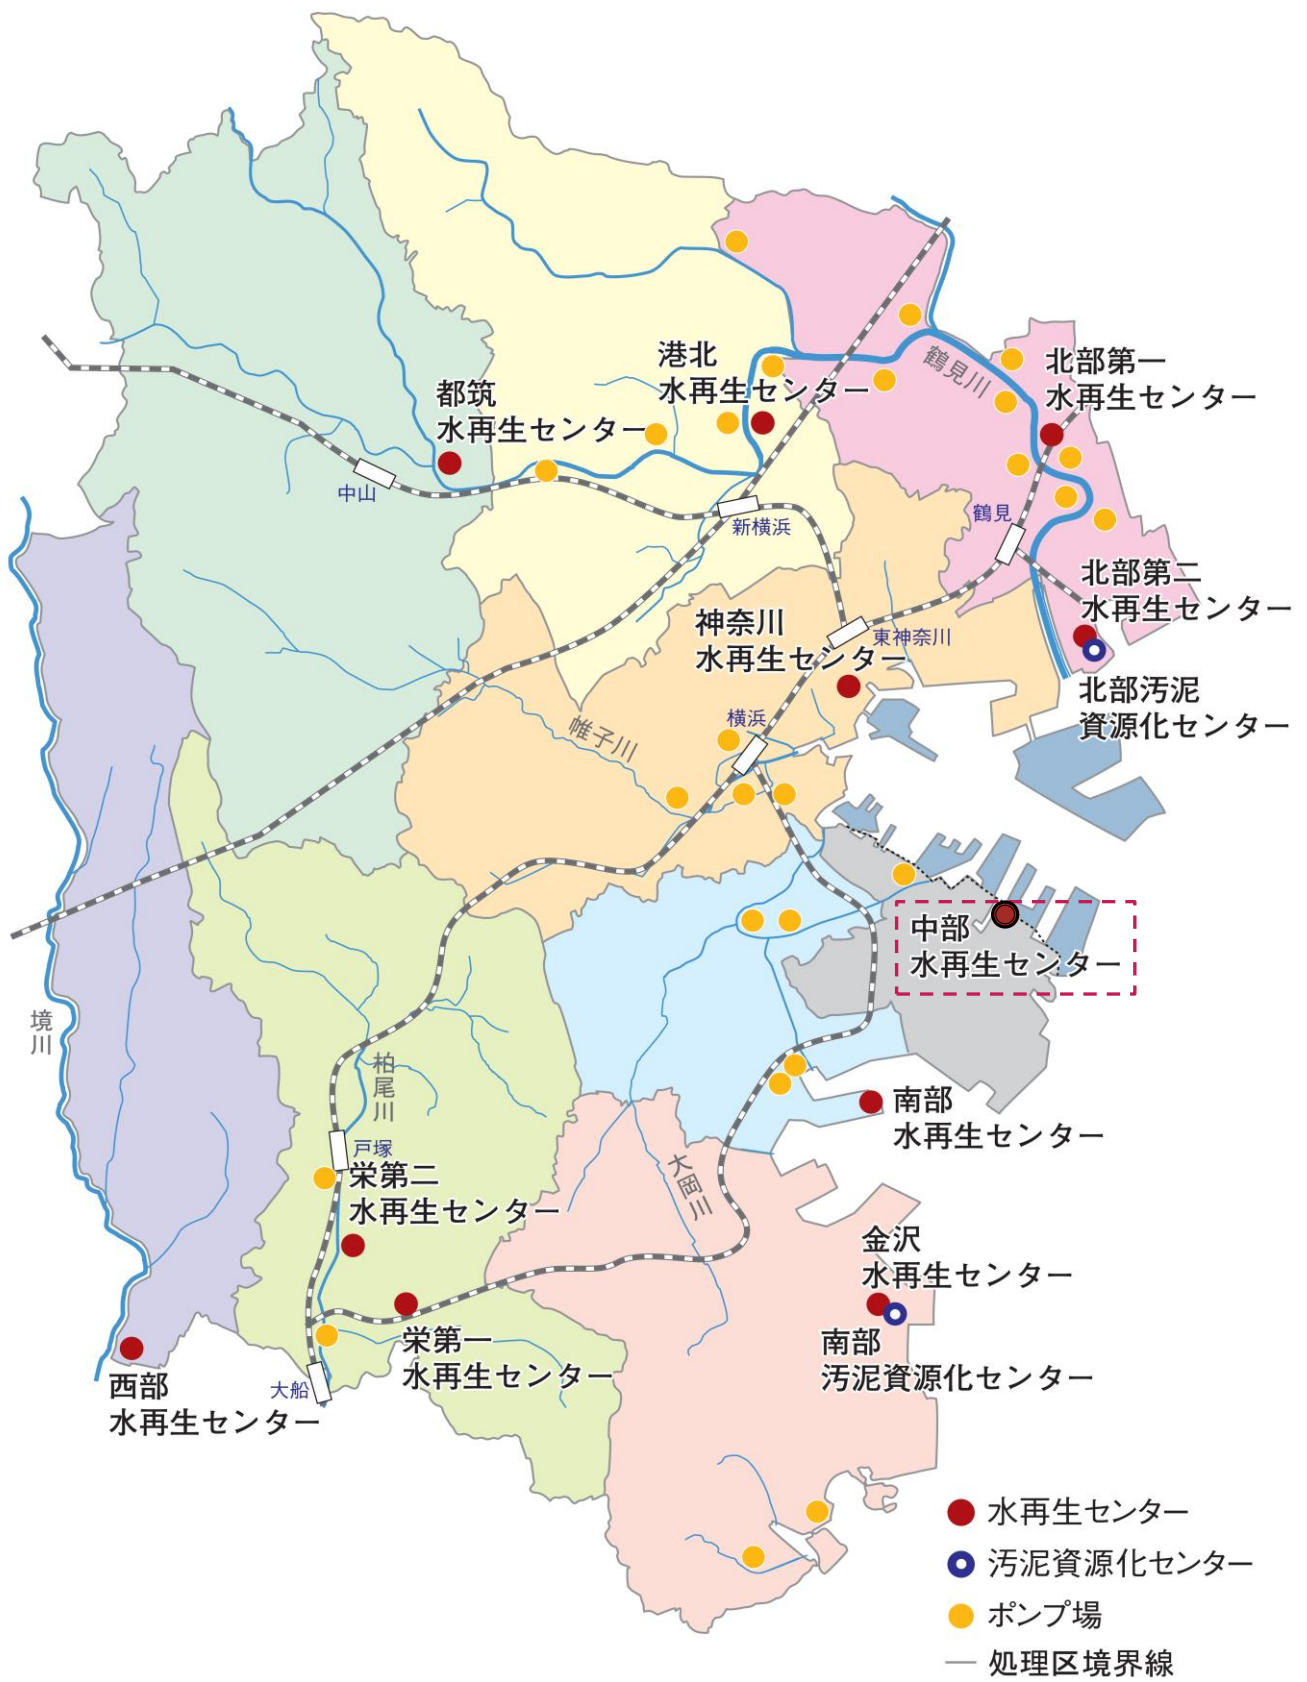 港北
水再生センター
鶴見川
北部第一
水再生センター
都筑
水再生センター
中山
新横浜
鶴見
北部第二
水再生センター
神奈川
水再生センター
東神奈川
北部汚泥
資源化センター
横浜
帷子川
中部
水再生センター
境川
柏尾川
南部
水再生センター
戸塚
栄第二
水再生センター
大岡川
金沢
水再生センター
栄第一
水再生センター
南部
汚泥資源化センター
西部
水再生センター
大船
水再生センター
汚泥資源化センター
ポンプ場
処理区境界線